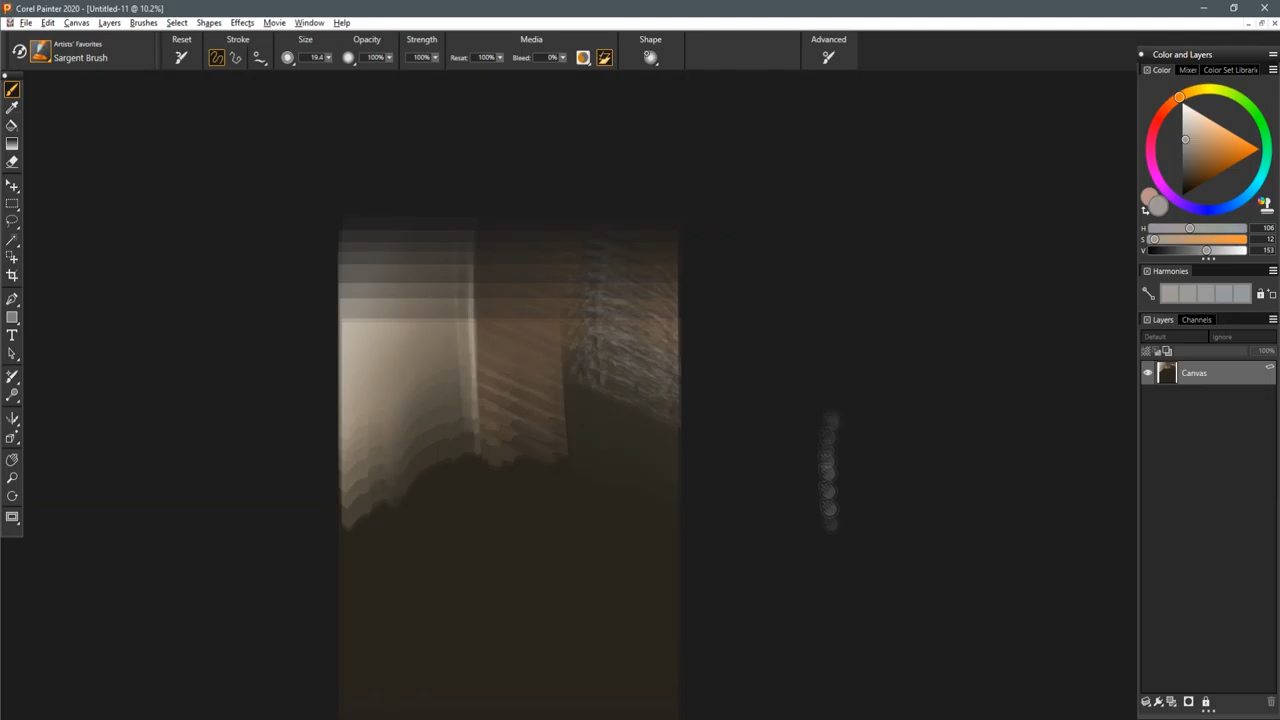 Corel Painter 2020 - [Untitled-11 @ 10.2%]
File Edit Canvas Layers Brushes Select Shapes Effects Movie Window Help
Artists' Favorites
Sargent Brush
Reset Stroke Size Opacity Strength Media Shape Advanced
19.4 100% 100% Reset: 100% Bleed: 0%
Color and Layers
Color Mixer Color Set Librari
H 106
S 12
V 153
Harmonies
Layers Channels
Default Ignore
100%
Canvas
T